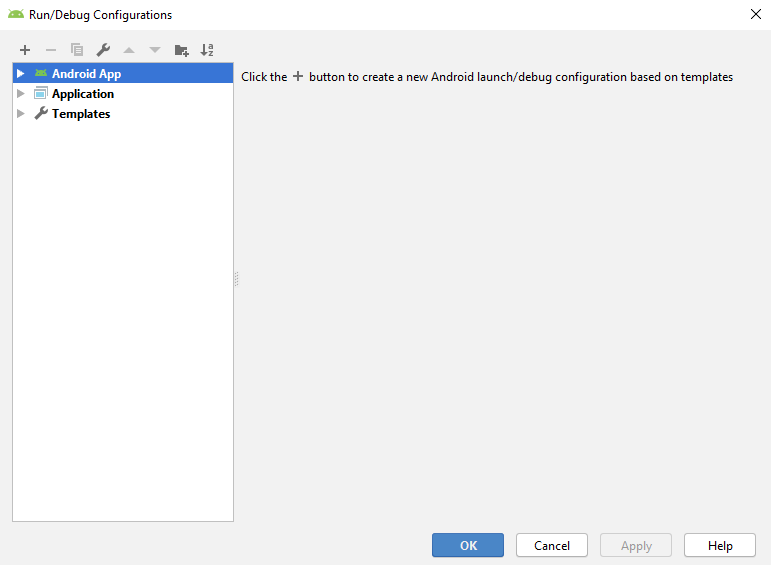 Run/Debug Configurations
Android App
Application
Templates
Click the + button to create a new Android launch/debug configuration based on templates
OK
Cancel
Apply
Help